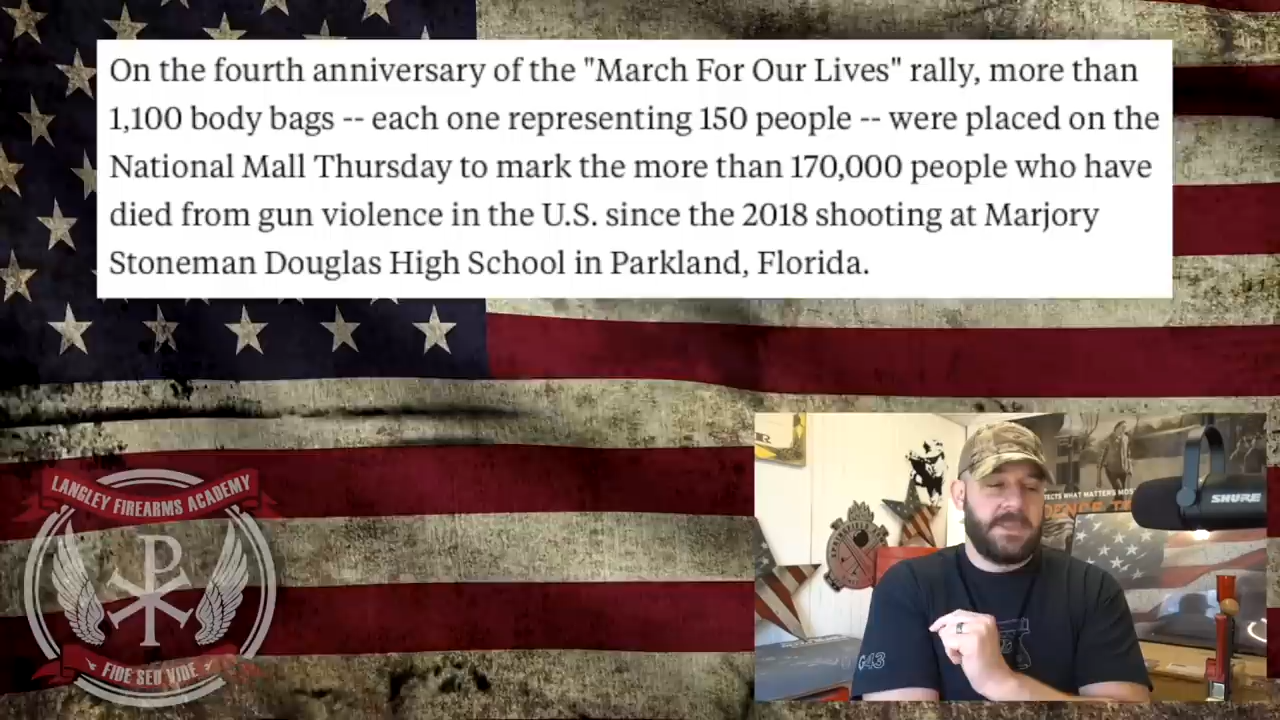 On the fourth anniversary of the "March For Our Lives" rally, more than
1,100 body bags -- each one representing 150 people -- were placed on the
National Mall Thursday to mark the more than 170,000 people who have
died from gun violence in the U.S. since the 2018 shooting at Marjory
Stoneman Douglas High School in Parkland, Florida.
LANGLEY FIREARMS ACADEMY
FIDE SED VIDE
SHURE
WHAT MATTERS MOST